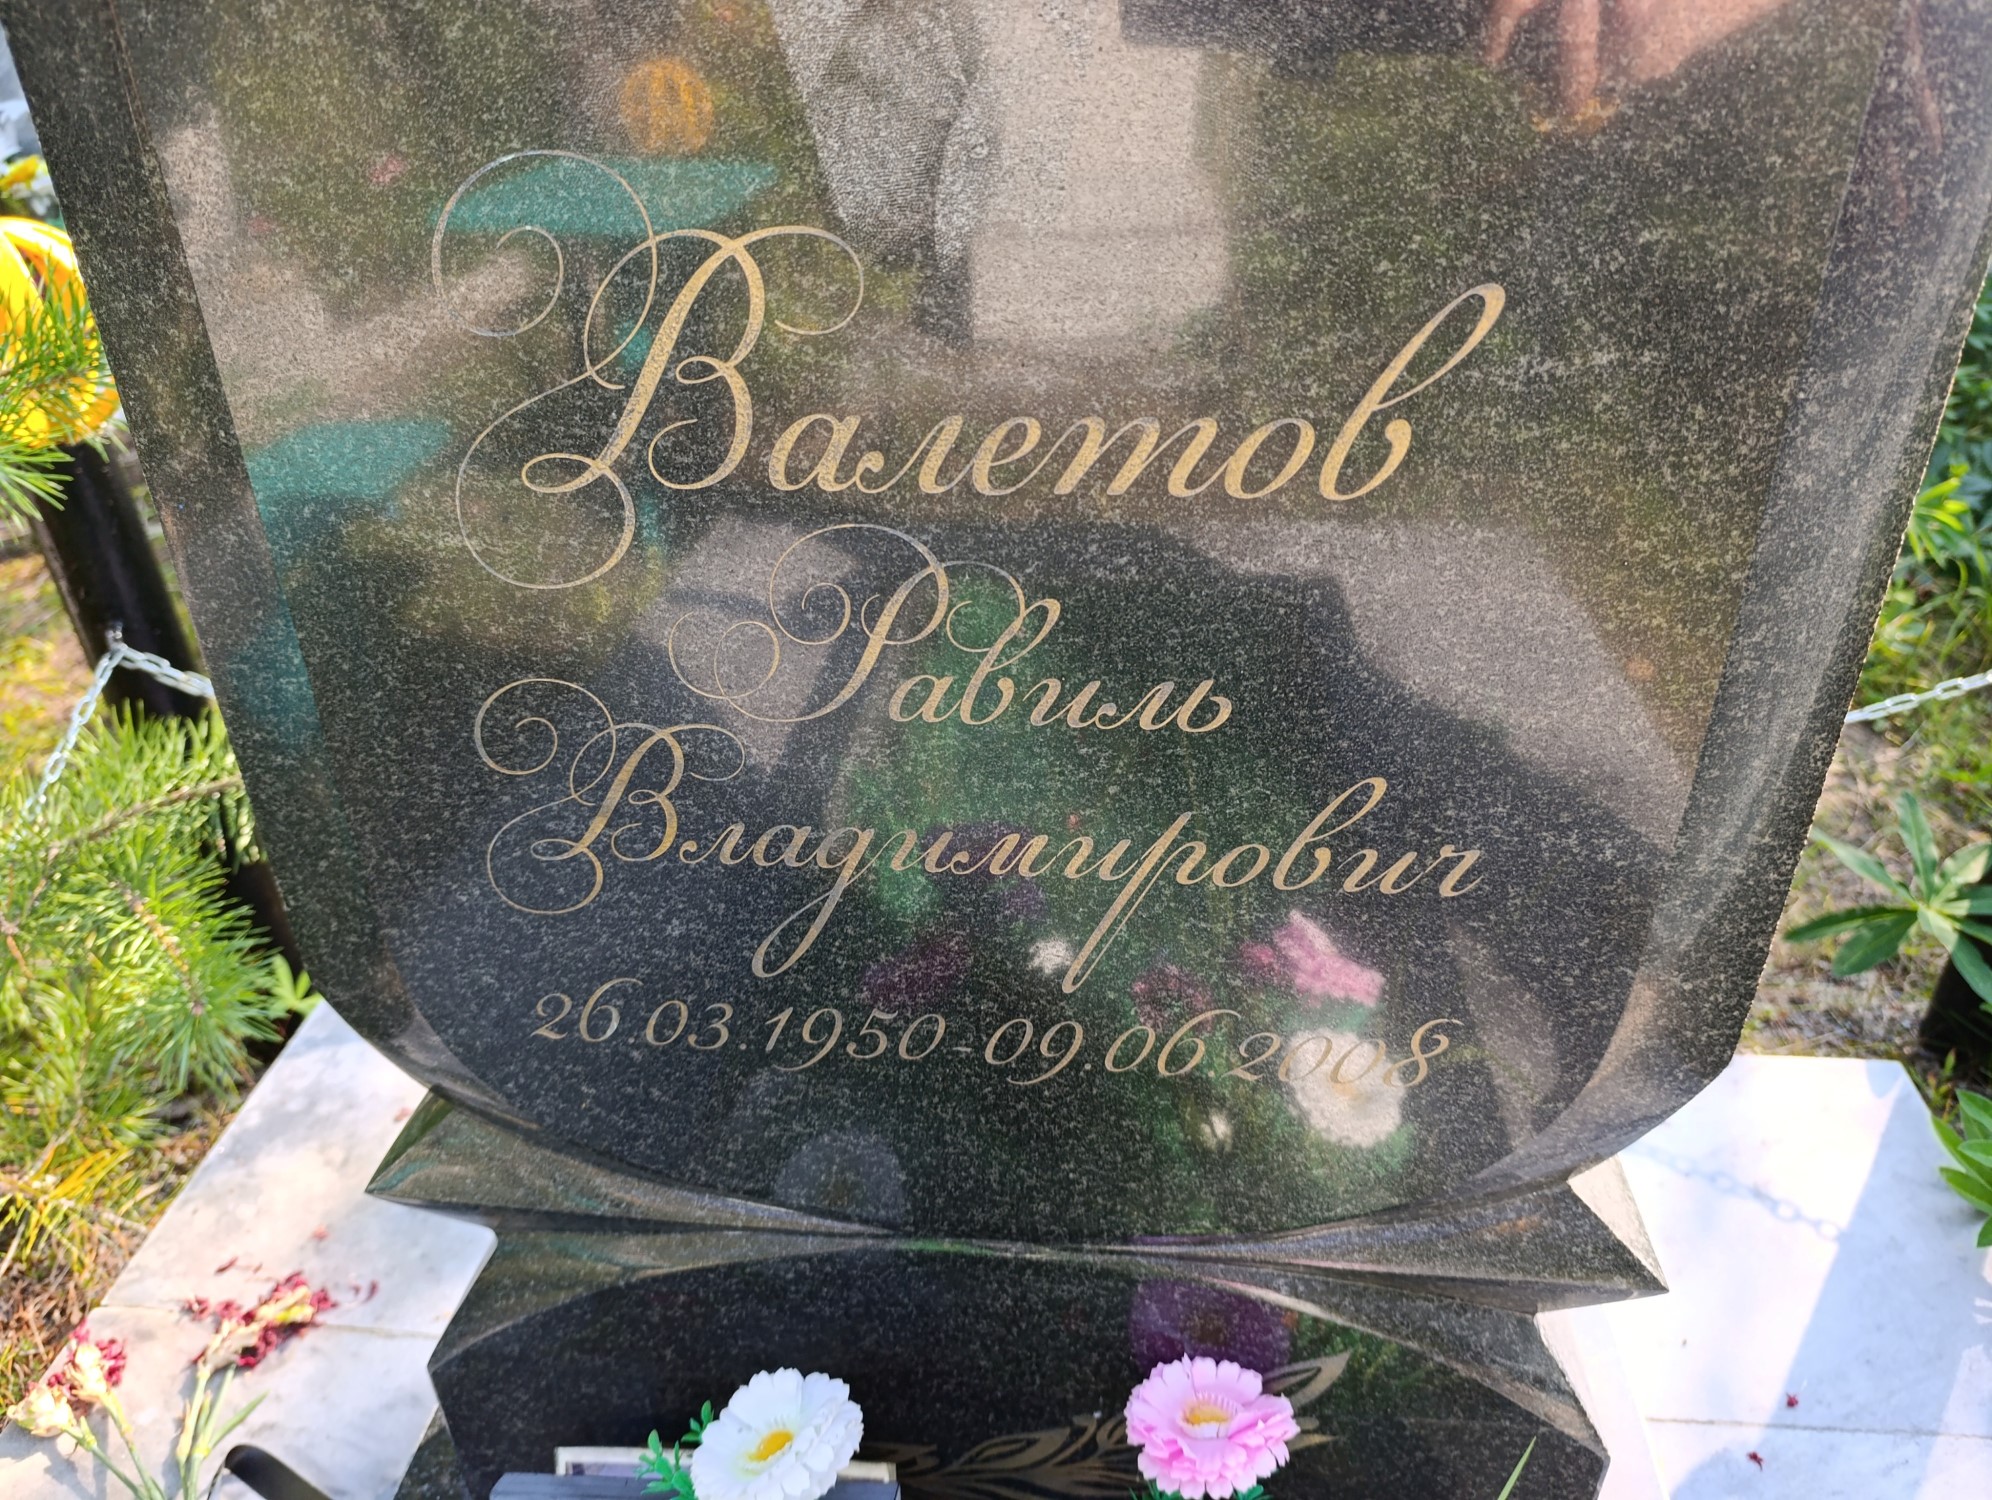 Валетов
Равиль
Владимирович
26.03.1950-09.06.2008